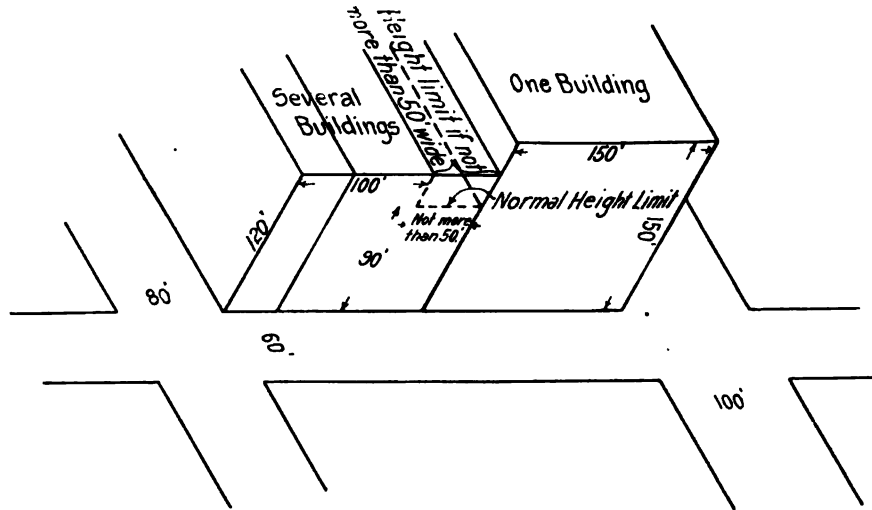 Height limit if not
more than 50' wide
One Building
Several
Buildings
150'
100'
Normal Height Limit
Not more
than 50.'
120'
150'
90'
80'
60'
100'